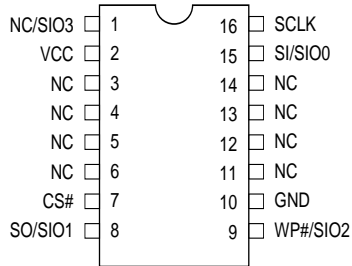 NC/SIO3 1 16 SCLK
VCC 2 15 SI/SIO0
NC 3 14 NC
NC 4 13 NC
NC 5 12 NC
NC 6 11 NC
CS# 7 10 GND
SO/SIO1 8 9 WP#/SIO2